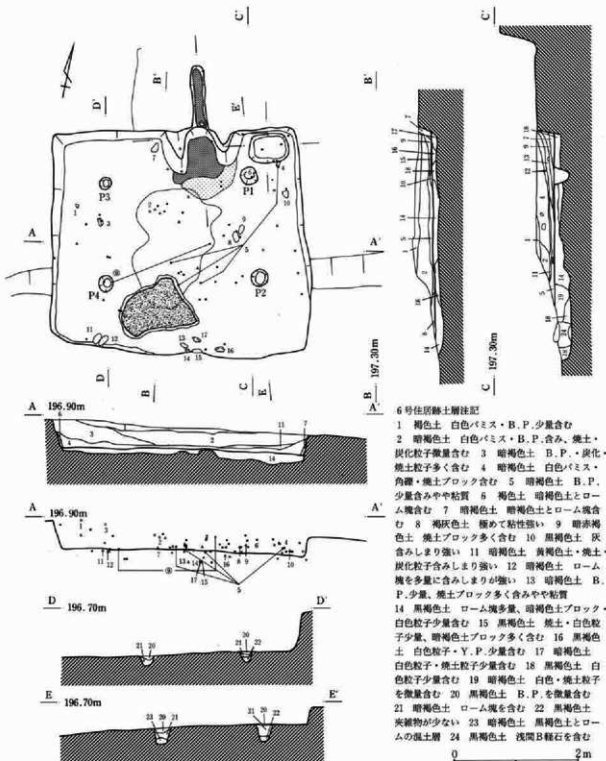 C'
C'
B'
B'
D'
E'
P1
P3
A
A'
P4
P2
D
B
C
E
B 197.30m
C 197.30m
A 196.90m
A'
A 196.90m
A'
D 196.70m
D'
E 196.70m
E'
6号住居跡土層注記
1 褐色土 白色パミス・B.P.少量含む
2 暗褐色土 白色パミス・B.P.含み、焼土・
炭化粒子微量含む 3 暗褐色土 B.P.・炭化・
焼土粒子多く含む 4 暗褐色土 白色パミス・
角礫・焼土ブロック含む 5 暗褐色土 B.P.
少量含みやや粘質 6 褐色土 暗褐色土とロー
ム塊含む 7 暗褐色土 暗褐色土とローム塊含
む 8 褐灰色土 極めて粘性強い 9 暗赤褐
色土 焼土ブロック多く含む 10 黒褐色土 灰
含みしまり強い 11 暗褐色土 黄褐色土・焼土・
炭化粒子含みしまり強い 12 暗褐色土 ローム
塊を多量に含みしまりが強い 13 暗褐色土 B.
P.少量、焼土ブロック多く含みやや粘質
14 黒褐色土 ローム塊多量、暗褐色土ブロック・
白色粒子少量含む 15 黒褐色土 焼土・白色粒
子少量、暗褐色土ブロック多く含む 16 黒褐色
土 白色粒子・Y.P.少量含む 17 暗褐色土
白色粒子・焼土粒子少量含む 18 黒褐色土 白
色粒子少量含む 19 暗褐色土 白色・焼土粒子
を微量含む 20 黒褐色土 B.P.を微量含む
21 暗褐色土 ローム塊を含む 22 黒褐色土
夾雑物が少ない 23 暗褐色土 黒褐色土とロー
ムの混土層 24 黒褐色土 浅間B軽石を含む
0 2m